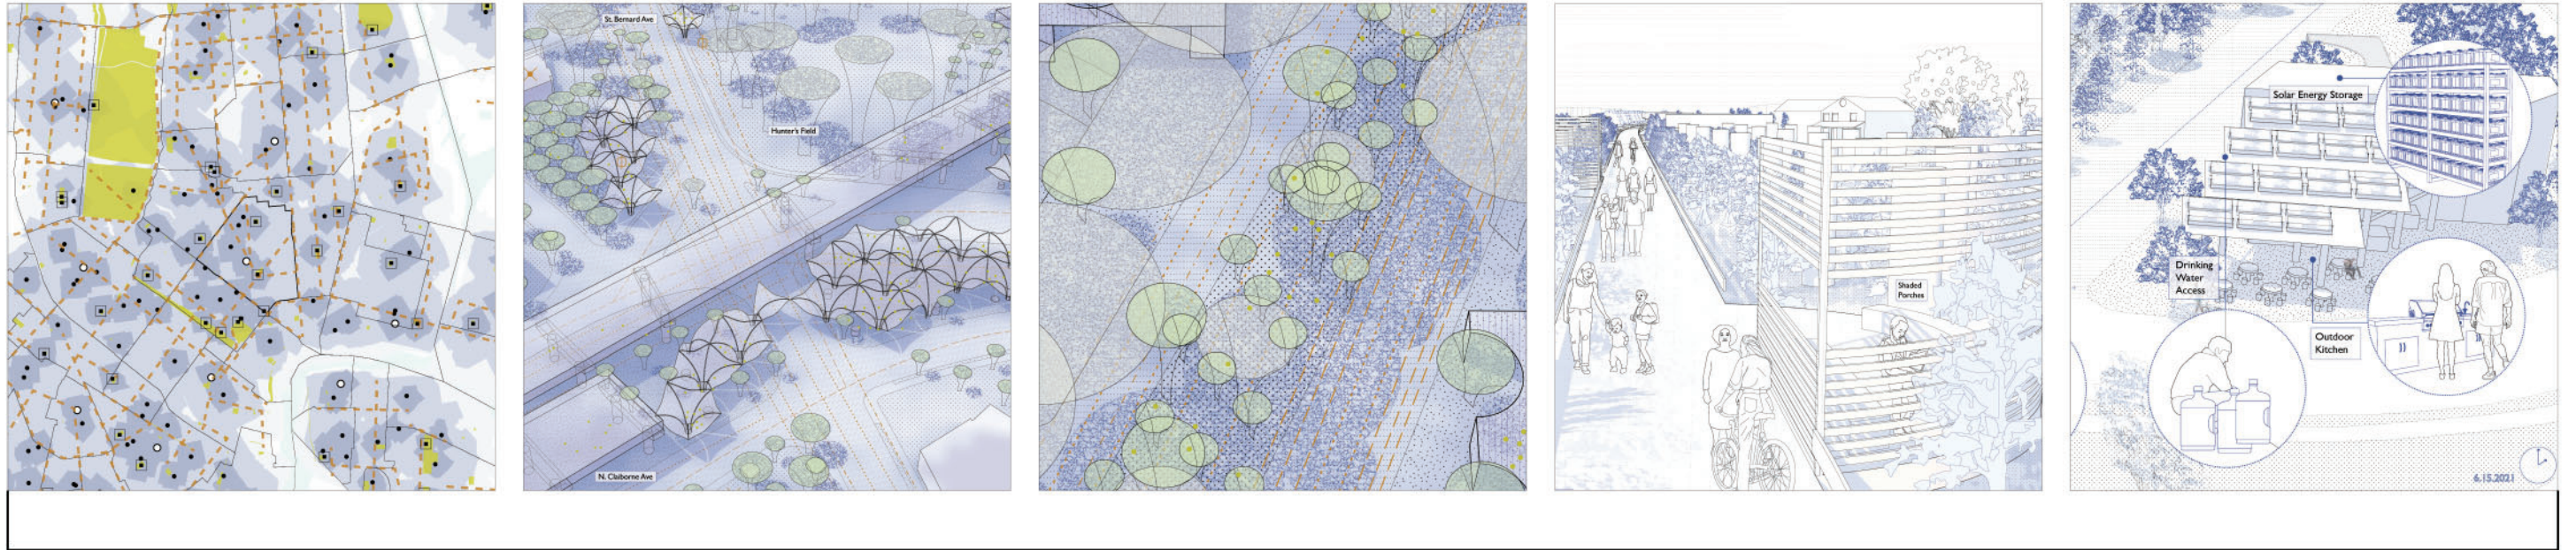 St. Bernard Ave
Hunter's Field
N. Claiborne Ave
Shaded
Porches
Solar Energy Storage
Drinking
Water
Access
Outdoor
Kitchen
6.15.2021